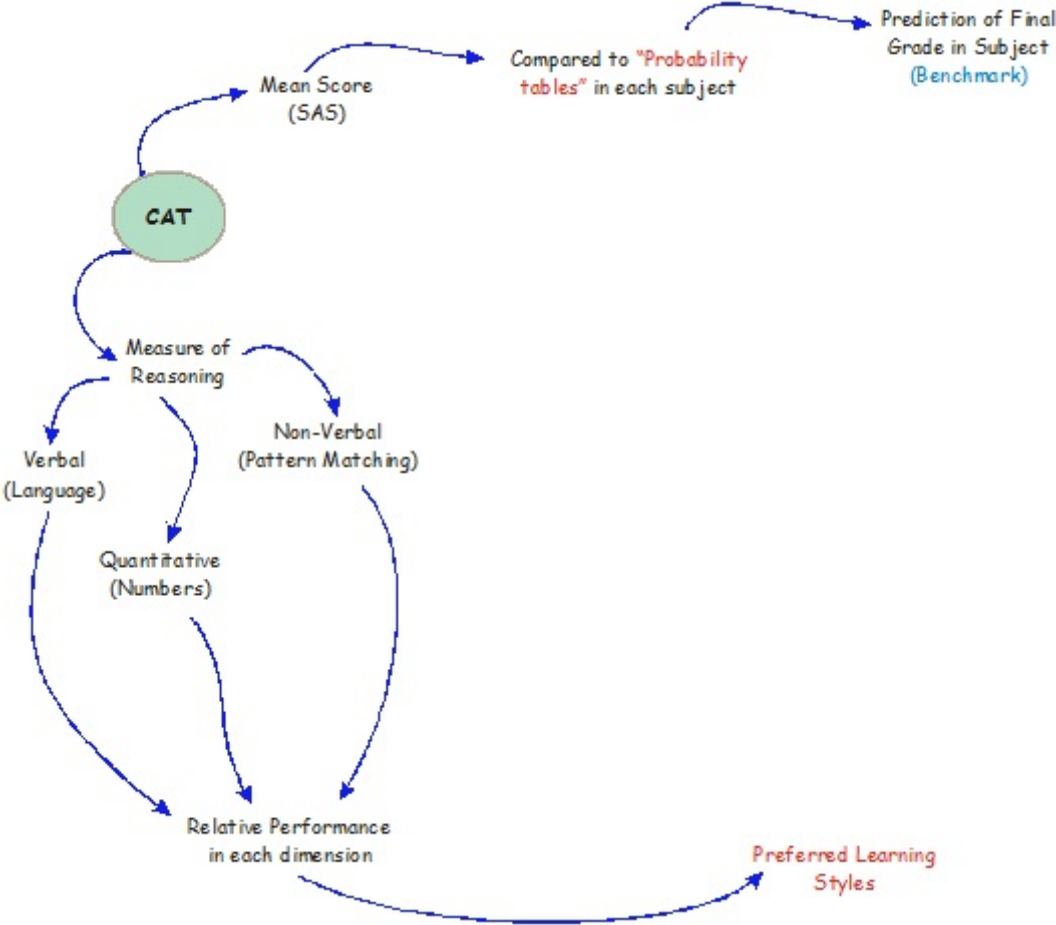 Prediction of Final
Grade in Subject
(Benchmark)
Compared to “Probability
tables” in each subject
Mean Score
(SAS)
CAT
Measure of
Reasoning
Non-Verbal
(Pattern Matching)
Verbal
(Language)
Quantitative
(Numbers)
Relative Performance
in each dimension
Preferred Learning
Styles